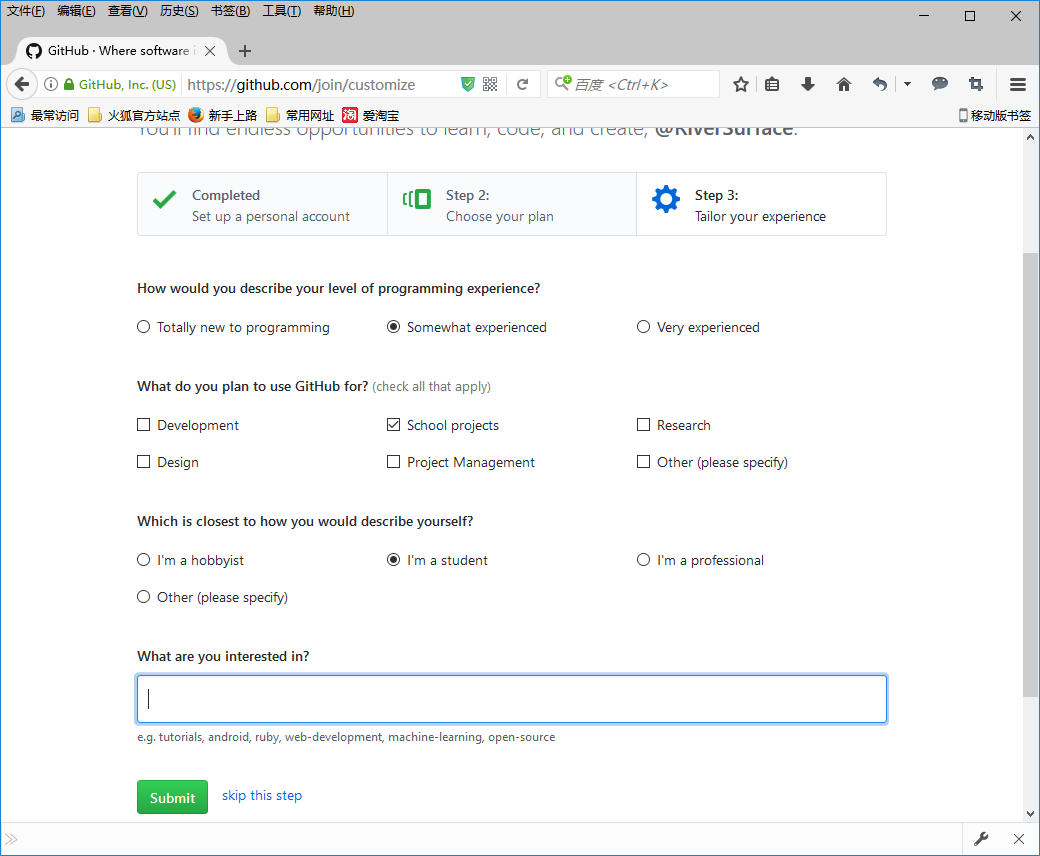 文件(F) 编辑(E) 查看(V) 历史(S) 书签(B) 工具(T) 帮助(H)
GitHub · Where software i
GitHub, Inc. (US) https://github.com/join/customize 百度 <Ctrl+K>
最常访问 火狐官方站点 新手上路 常用网址 淘 爱淘宝 移动版书签
You'll find endless opportunities to learn, code, and create, @RiverSurface.
Completed
Set up a personal account
Step 2:
Choose your plan
Step 3:
Tailor your experience
How would you describe your level of programming experience?
Totally new to programming Somewhat experienced Very experienced
What do you plan to use GitHub for? (check all that apply)
Development School projects Research
Design Project Management Other (please specify)
Which is closest to how you would describe yourself?
I'm a hobbyist I'm a student I'm a professional
Other (please specify)
What are you interested in?
e.g. tutorials, android, ruby, web-development, machine-learning, open-source
Submit skip this step